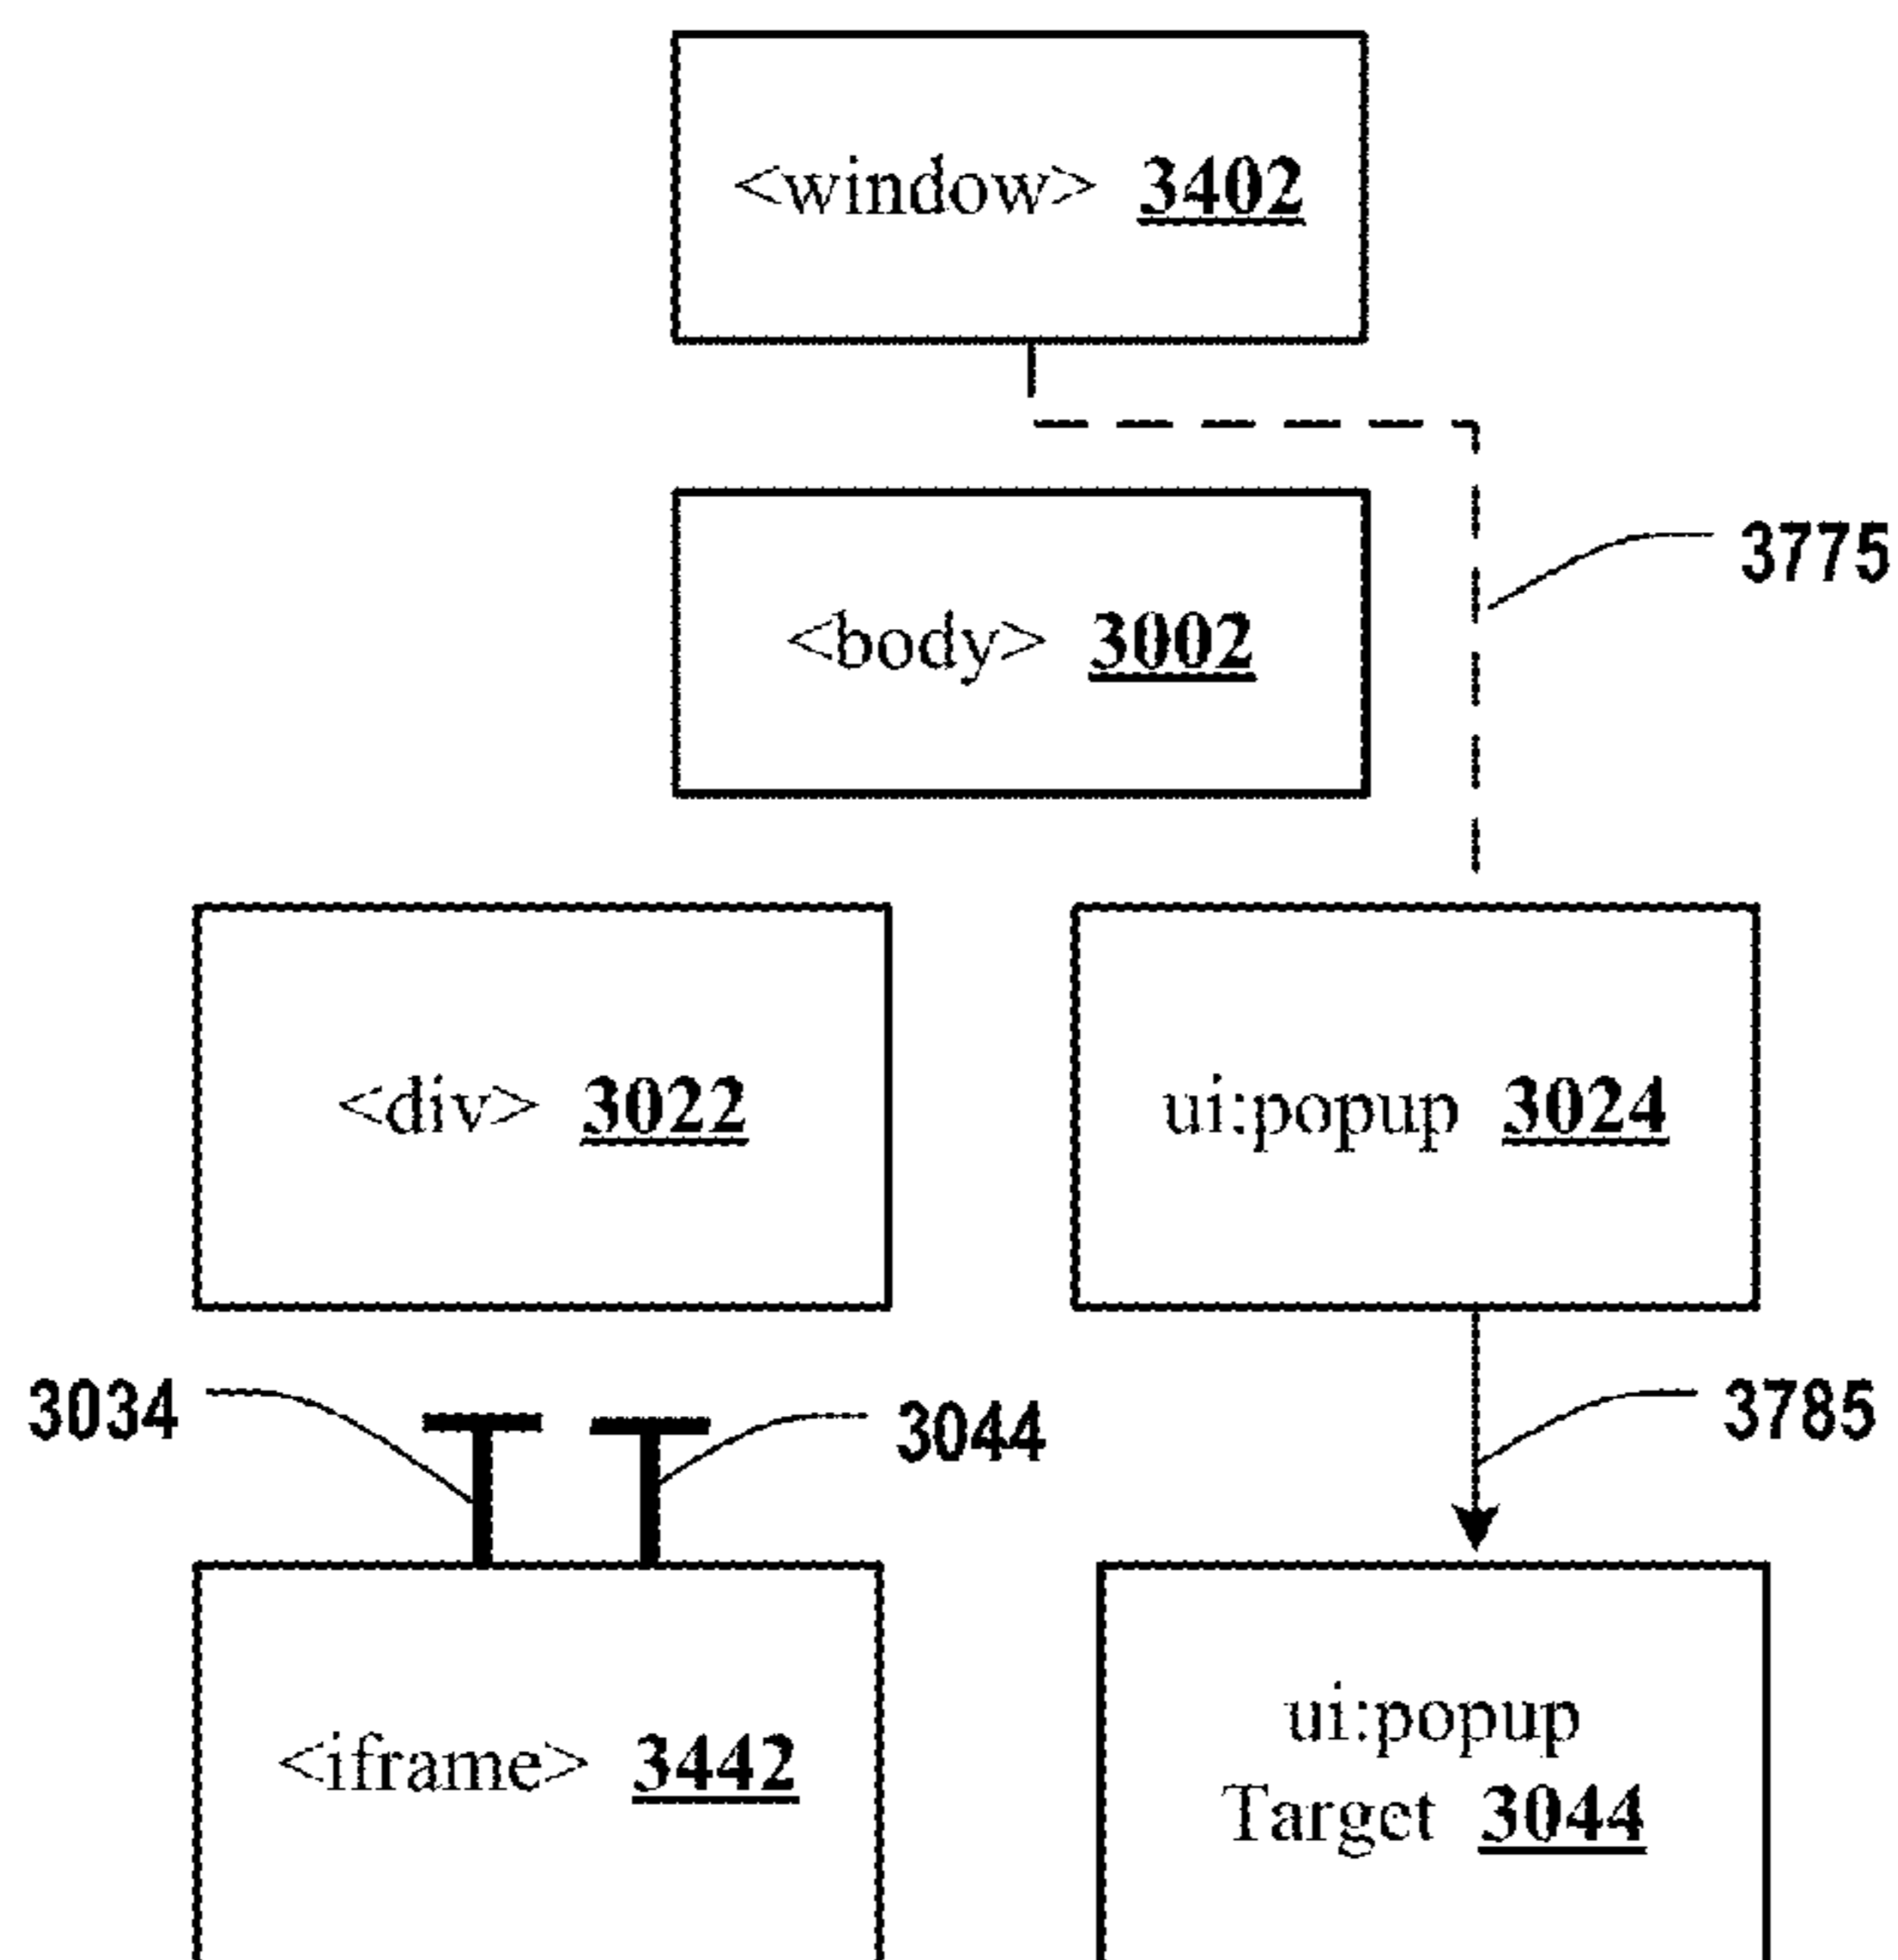 <window> 3402
<body> 3002
3775
<div> 3022
ui:popup 3024
3034
3044
3785
<iframe> 3442
ui:popup
Target 3044